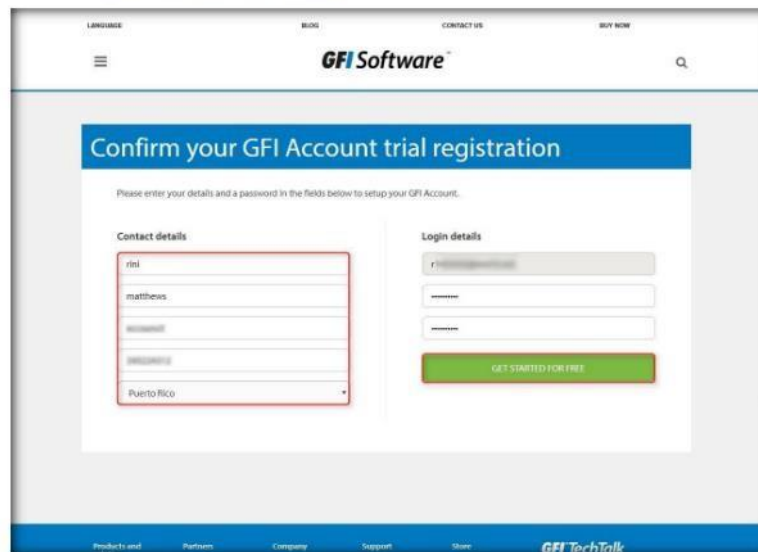 LANGUAGE BLOG CONTACT US BUY NOW
GFI Software™
Confirm your GFI Account trial registration
Please enter your details and a password in the fields below to setup your GFI Account.
Contact details
rini
matthews
Puerto Rico
Login details
r
GET STARTED FOR FREE
Products and Partners Company Support Store GFI TechTalk